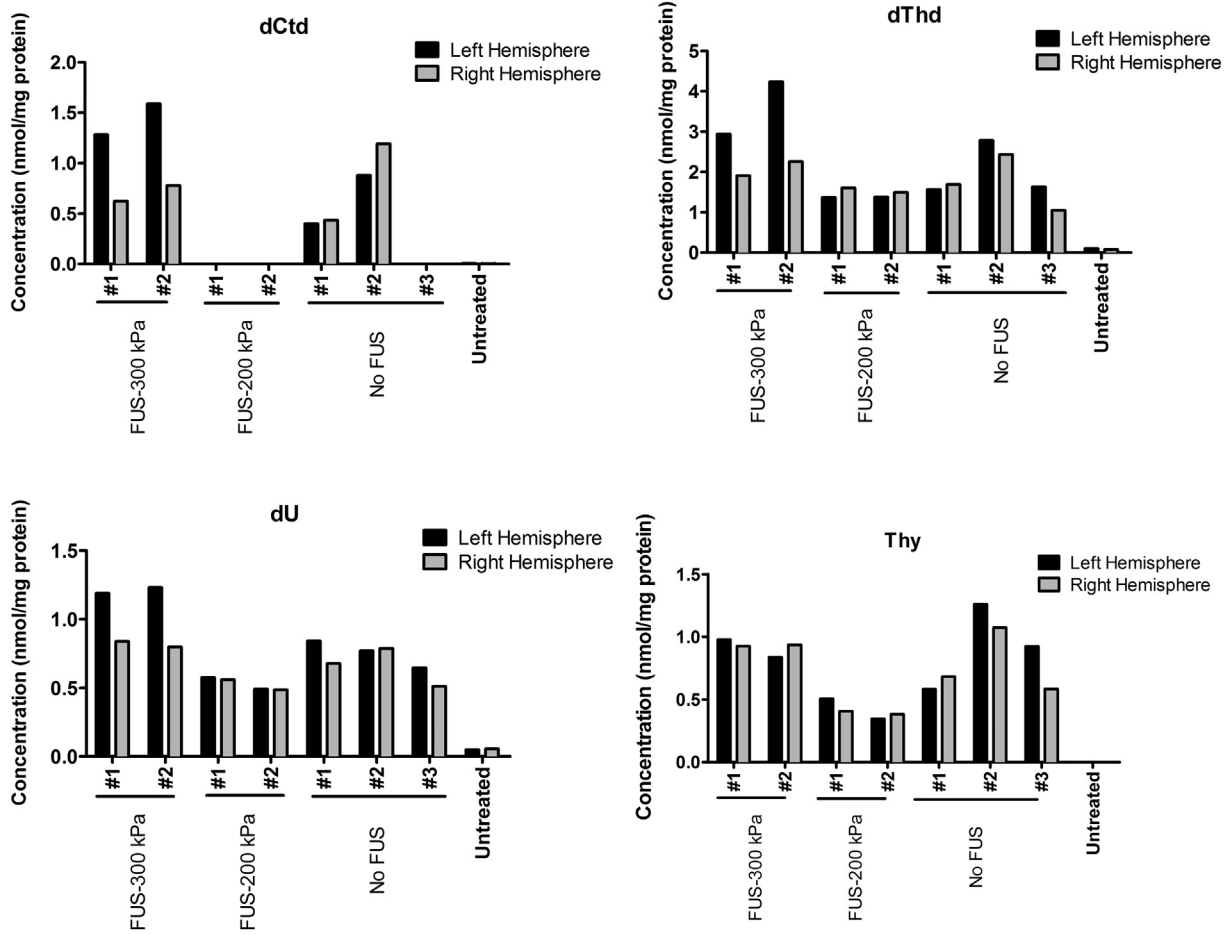 dCtd
Left Hemisphere
Right Hemisphere
Concentration (nmol/mg protein)
2.0
1.5
1.0
0.5
0.0
#1
#2
#1
#2
#1
#2
#3
FUS-300 kPa
FUS-200 kPa
No FUS
Untreated
dThd
Left Hemisphere
Right Hemisphere
Concentration (nmol/mg protein)
5
4
3
2
1
0
#1
#2
#1
#2
#1
#2
#3
FUS-300 kPa
FUS-200 kPa
No FUS
Untreated
dU
Left Hemisphere
Right Hemisphere
Concentration (nmol/mg protein)
1.5
1.0
0.5
0.0
#1
#2
#1
#2
#1
#2
#3
FUS-300 kPa
FUS-200 kPa
No FUS
Untreated
Thy
Left Hemisphere
Right Hemisphere
Concentration (nmol/mg protein)
1.5
1.0
0.5
0.0
#1
#2
#1
#2
#1
#2
#3
FUS-300 kPa
FUS-200 kPa
No FUS
Untreated